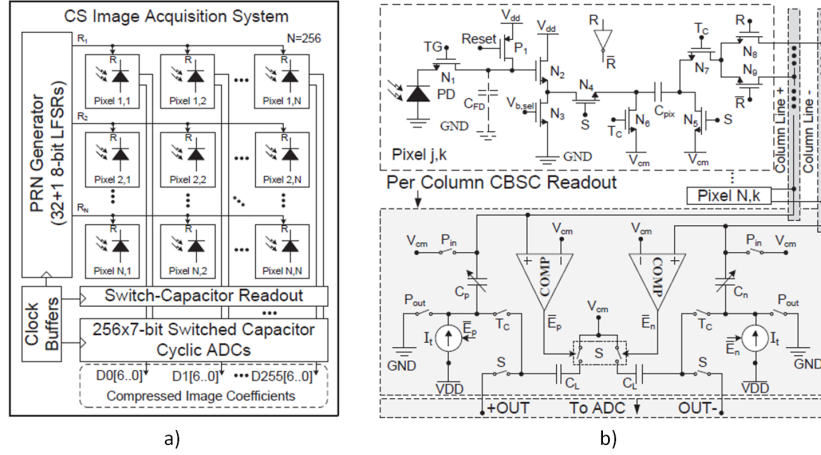 CS Image Acquisition System
PRN Generator
(32+1 8-bit LFSRs)
R1 N=256
R R R
Pixel 1,1 Pixel 1,2 Pixel 1,N
R2
R R R
Pixel 2,1 Pixel 2,2 Pixel 2,N
RN
R R R
Pixel N,1 Pixel N,2 Pixel N,N
Clock
Buffers
Switch-Capacitor Readout
256x7-bit Switched Capacitor
Cyclic ADCs
D0[6..0] D1[6..0] D255[6..0]
Compressed Image Coefficients
a)
Vdd Vdd R R
Reset P1 TC N8
TG R N7
N1 N2 N9
PD N4 R
CFD Vb,sel N3 S Cpix
GND TC N6 N5 S
GND Vcm Vcm
Pixel j,k
Column Line +
Column Line -
Per Column CBSC Readout
Pixel N,k
Vcm Pin Vcm Vcm Pin Vcm
+ - - +
COMP COMP
Cp Cn
Pout Vcm Pout
TC Ep En TC
It Ep S En It
GND S CL CL S GND
VDD VDD
+OUT To ADC OUT-
b)